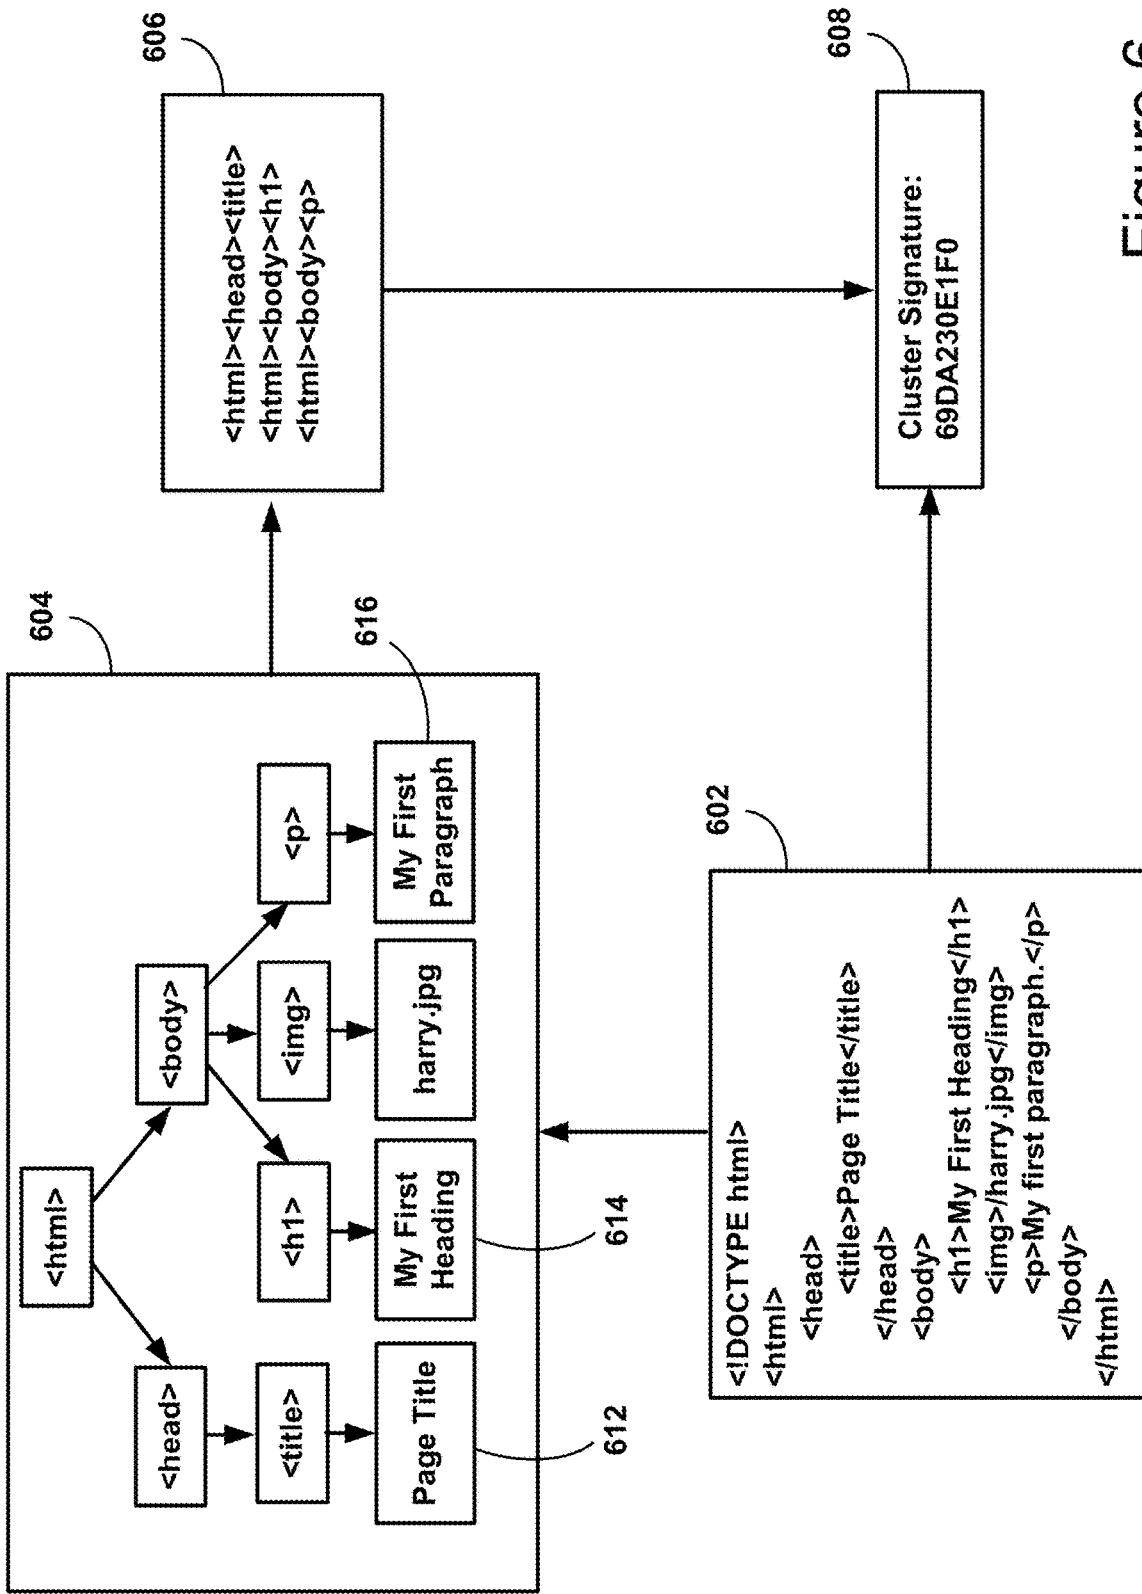 604
<html>
<head>
<body>
<title>
<h1>
<img>
<p>
Page Title
My First
Heading
harry.jpg
My First
Paragraph
612
614
616
606
<html><head><title>
<html><body><h1>
<html><body><p>
602
<!DOCTYPE html>
<html>
<head>
<title>Page Title</title>
</head>
<body>
<h1>My First Heading</h1>
<img>/harry.jpg</img>
<p>My first paragraph.</p>
</body>
</html>
608
Cluster Signature:
69DA230E1F0
Figure 6